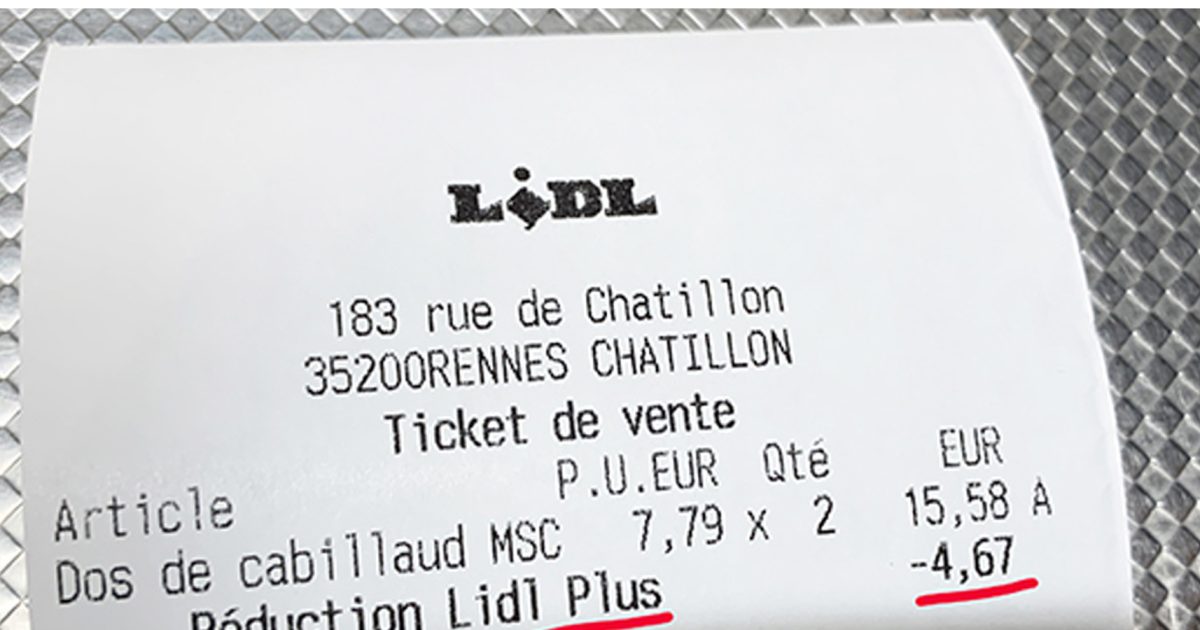 LiDL
183 rue de Chatillon
35200RENNES CHATILLON
Ticket de vente
P.U.EUR Qté EUR
Article
Dos de cabillaud MSC 7,79 x 2 15,58 A
Réduction Lidl Plus -4,67